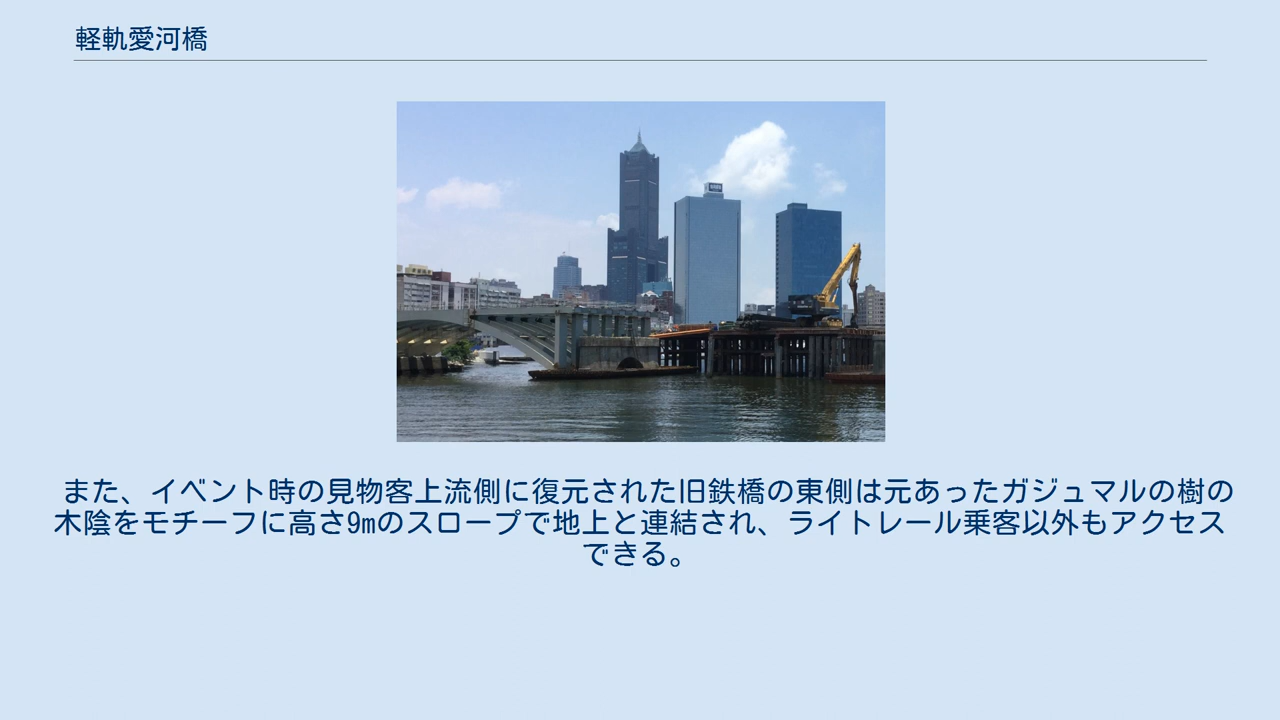 軽軌愛河橋
また、イベント時の見物客上流側に復元された旧鉄橋の東側は元あったガジュマルの樹の
木陰をモチーフに高さ9mのスロープで地上と連結され、ライトレール乗客以外もアクセス
できる。